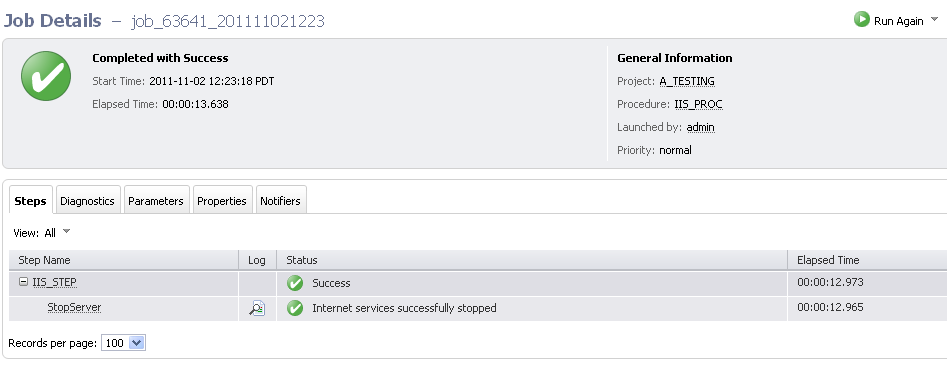 Job Details – job_63641_201111021223
Run Again
Completed with Success
Start Time: 2011-11-02 12:23:18 PDT
Elapsed Time: 00:00:13.638
General Information
Project: A_TESTING
Procedure: IIS_PROC
Launched by: admin
Priority: normal
Steps Diagnostics Parameters Properties Notifiers
View: All
Step Name Log Status Elapsed Time
IIS_STEP Success 00:00:12.973
StopServer Internet services successfully stopped 00:00:12.965
Records per page: 100